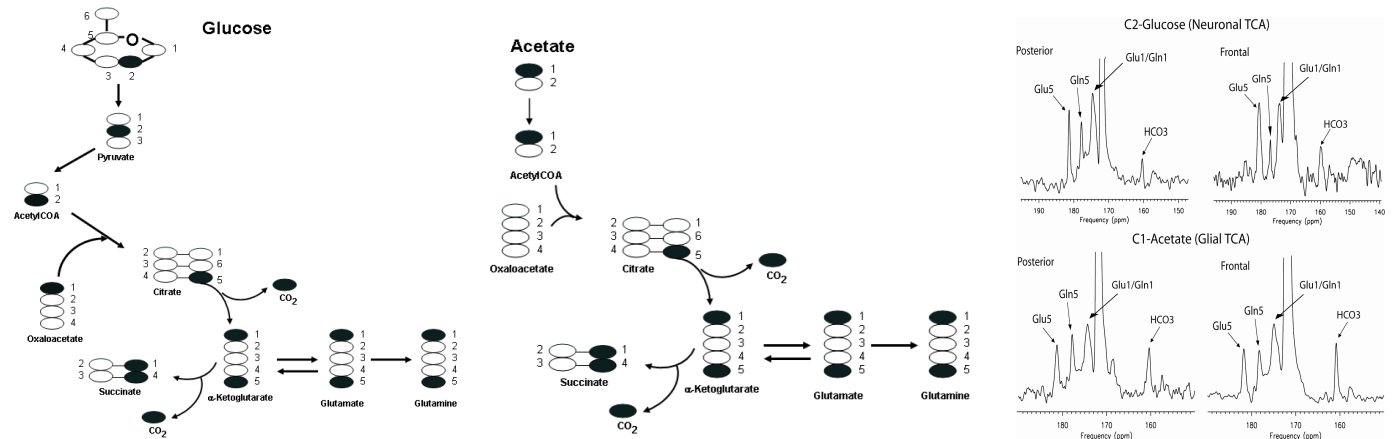 Glucose
6
5
O
4
1
3
2
1
2
3
Pyruvate
1
2
AcetylCOA
1
2
3
4
Oxaloacetate
2
1
3
6
4
5
Citrate
CO2
1
2
3
4
5
α-Ketoglutarate
1
2
3
4
5
Glutamate
1
2
3
4
5
Glutamine
2
1
3
4
Succinate
CO2
Acetate
1
2
1
2
AcetylCOA
1
2
3
4
Oxaloacetate
2
1
3
6
4
5
Citrate
CO2
1
2
3
4
5
α-Ketoglutarate
1
2
3
4
5
Glutamate
1
2
3
4
5
Glutamine
2
1
3
4
Succinate
CO2
C2-Glucose (Neuronal TCA)
Posterior
Glu5
Gln5
Glu1/Gln1
HCO3
190 180 170 160 150
Frequency (ppm)
Frontal
Glu5
Gln5
Glu1/Gln1
HCO3
190 180 170 160 150 140
Frequency (ppm)
C1-Acetate (Glial TCA)
Posterior
Glu5
Gln5
Glu1/Gln1
HCO3
180 170 160
Frequency (ppm)
Frontal
Glu5
Gln5
Glu1/Gln1
HCO3
180 170 160
Frequency (ppm)